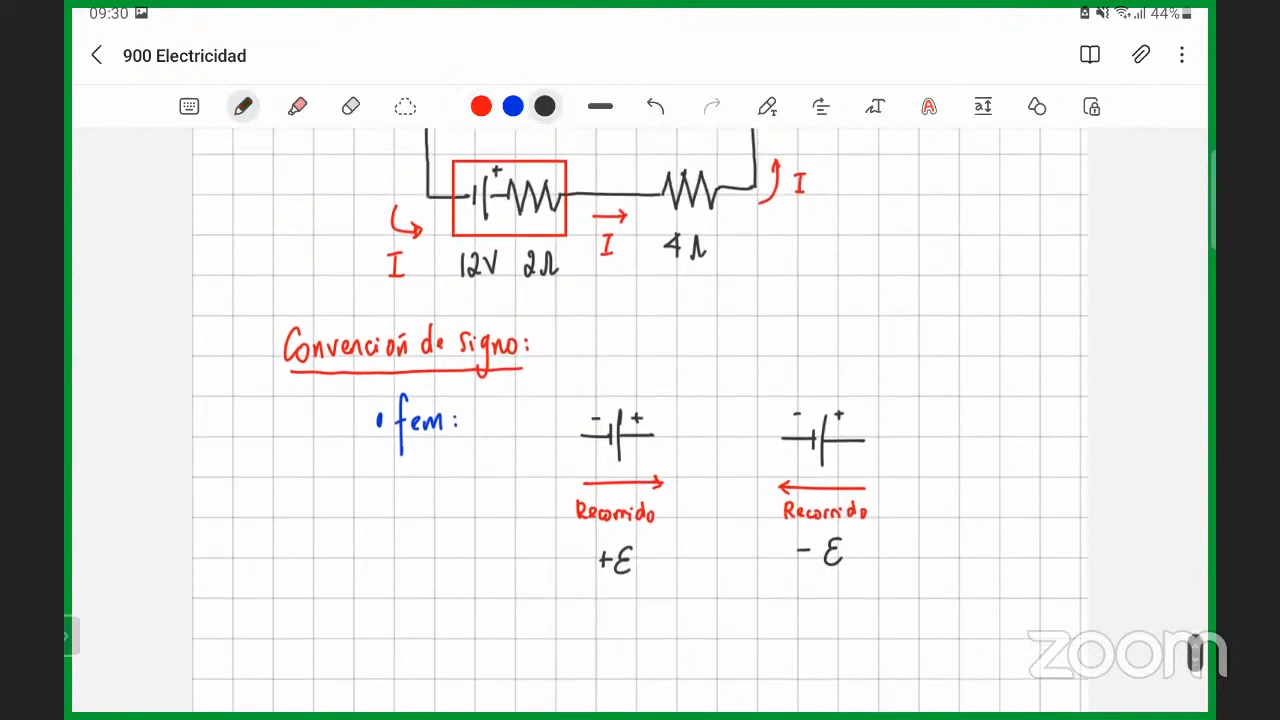 09:30 44%
900 Electricidad
+
I
I
I
12V 2Ω 4Ω
Convención de signo:
• fem:
- + - +
Recorrido Recorrido
+ε - ε
zoom